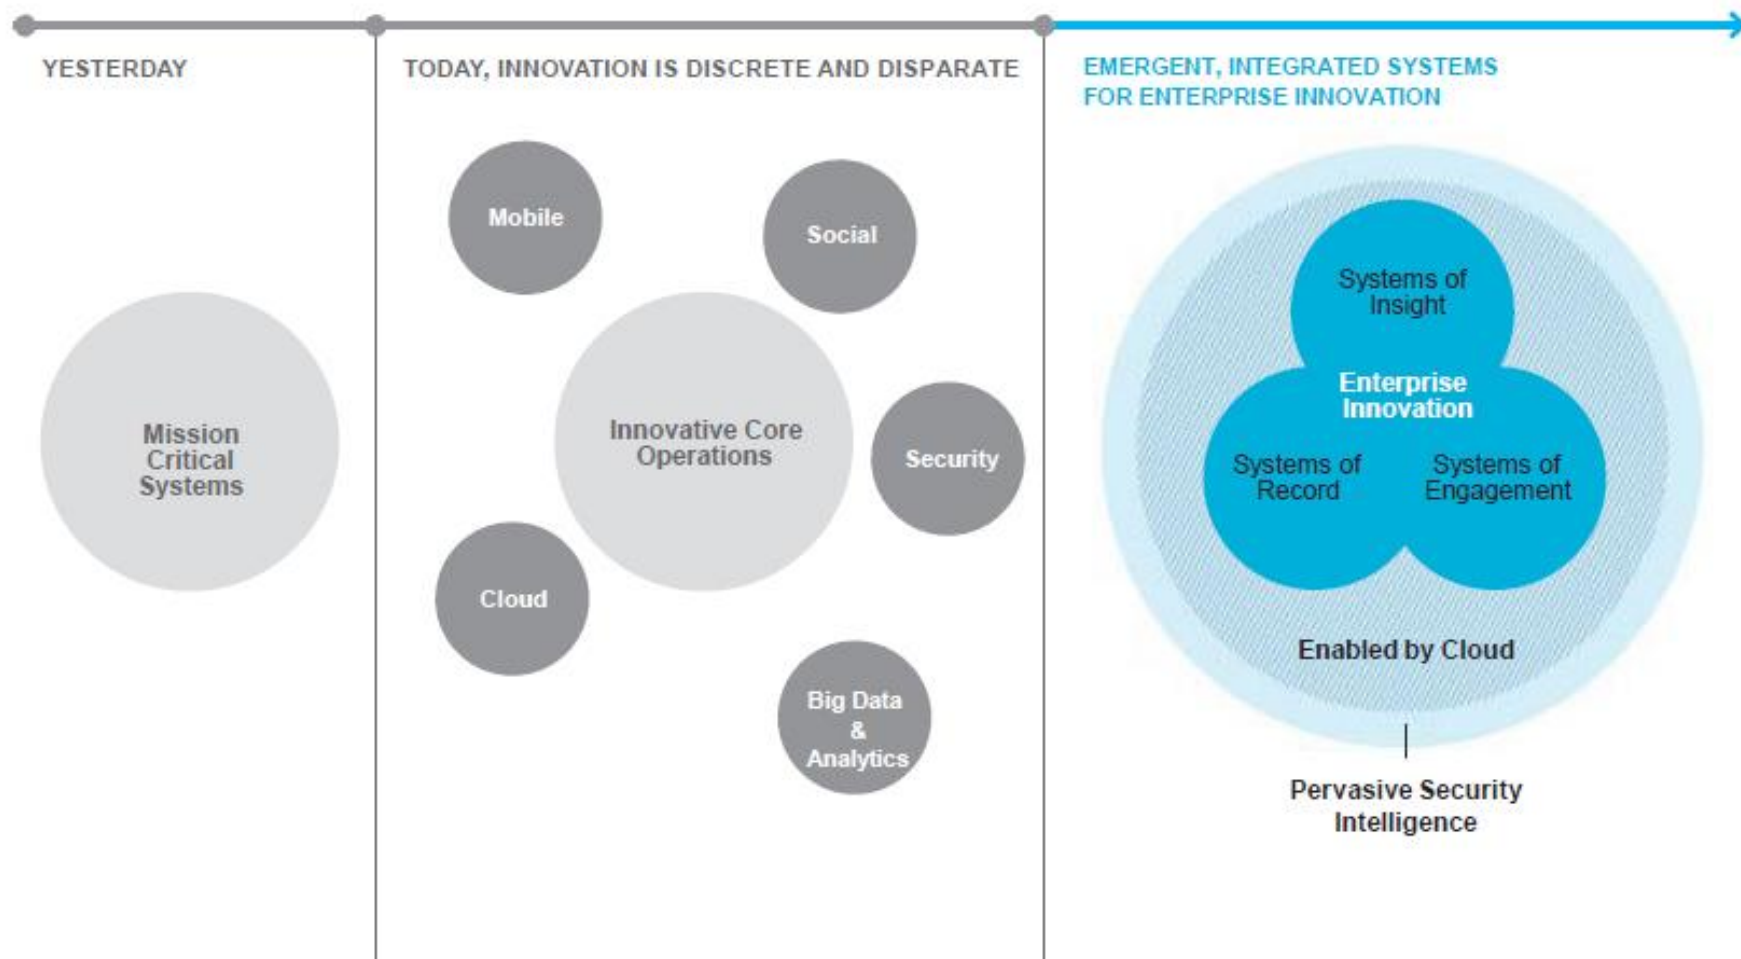 YESTERDAY
TODAY, INNOVATION IS DISCRETE AND DISPARATE
EMERGENT, INTEGRATED SYSTEMS
FOR ENTERPRISE INNOVATION
Mission
Critical
Systems
Mobile
Social
Innovative Core
Operations
Security
Cloud
Big Data
&
Analytics
Systems of
Insight
Enterprise
Innovation
Systems of
Record
Systems of
Engagement
Enabled by Cloud
Pervasive Security
Intelligence